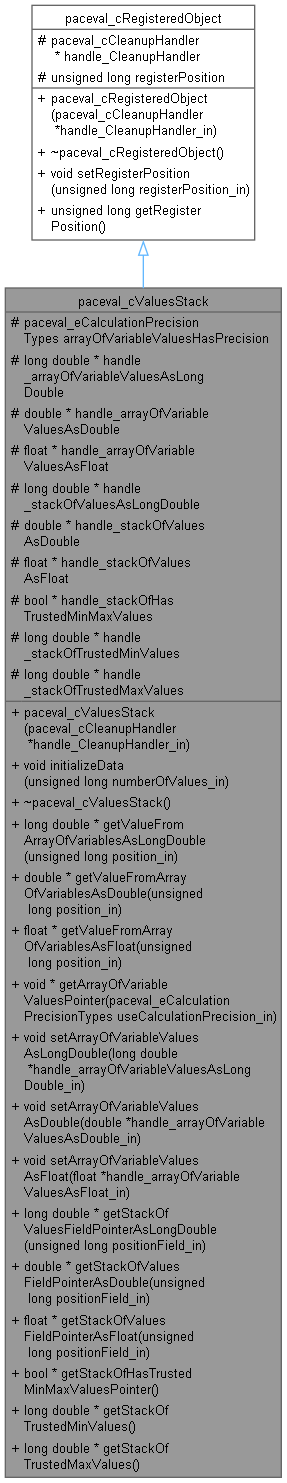 paceval_cRegisteredObject
# paceval_cCleanupHandler
* handle_CleanupHandler
# unsigned long registerPosition
+ paceval_cRegisteredObject
(paceval_cCleanupHandler
*handle_CleanupHandler_in)
+ ~paceval_cRegisteredObject()
+ void setRegisterPosition
(unsigned long registerPosition_in)
+ unsigned long getRegister
Position()
paceval_cValuesStack
# paceval_eCalculationPrecision
Types arrayOfVariableValuesHasPrecision
# long double * handle
_arrayOfVariableValuesAsLong
Double
# double * handle_arrayOfVariable
ValuesAsDouble
# float * handle_arrayOfVariable
ValuesAsFloat
# long double * handle
_stackOfValuesAsLongDouble
# double * handle_stackOfValues
AsDouble
# float * handle_stackOfValues
AsFloat
# bool * handle_stackOfHas
TrustedMinMaxValues
# long double * handle
_stackOfTrustedMinValues
# long double * handle
_stackOfTrustedMaxValues
+ paceval_cValuesStack
(paceval_cCleanupHandler
*handle_CleanupHandler_in)
+ void initializeData
(unsigned long numberOfValues_in)
+ ~paceval_cValuesStack()
+ long double * getValueFrom
ArrayOfVariablesAsLongDouble
(unsigned long position_in)
+ double * getValueFromArray
OfVariablesAsDouble(unsigned
long position_in)
+ float * getValueFromArray
OfVariablesAsFloat(unsigned
long position_in)
+ void * getArrayOfVariable
ValuesPointer(paceval_eCalculation
PrecisionTypes useCalculationPrecision_in)
+ void setArrayOfVariableValues
AsLongDouble(long double
*handle_arrayOfVariableValuesAsLong
Double_in)
+ void setArrayOfVariableValues
AsDouble(double *handle_arrayOfVariable
ValuesAsDouble_in)
+ void setArrayOfVariableValues
AsFloat(float *handle_arrayOfVariable
ValuesAsFloat_in)
+ long double * getStackOf
ValuesFieldPointerAsLongDouble
(unsigned long positionField_in)
+ double * getStackOfValues
FieldPointerAsDouble(unsigned
long positionField_in)
+ float * getStackOfValues
FieldPointerAsFloat(unsigned
long positionField_in)
+ bool * getStackOfHasTrusted
MinMaxValuesPointer()
+ long double * getStackOf
TrustedMinValues()
+ long double * getStackOf
TrustedMaxValues()